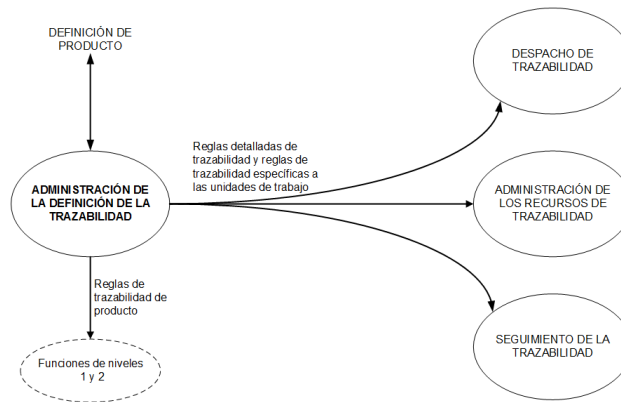 DEFINICIÓN DE
PRODUCTO
DESPACHO DE
TRAZABILIDAD
Reglas detalladas de
trazabilidad y reglas de
trazabilidad específicas a
las unidades de trabajo
ADMINISTRACIÓN DE
LA DEFINICIÓN DE LA
TRAZABILIDAD
ADMINISTRACIÓN DE
LOS RECURSOS DE
TRAZABILIDAD
Reglas de
trazabilidad de
producto
SEGUIMIENTO DE LA
TRAZABILIDAD
Funciones de niveles
1 y 2